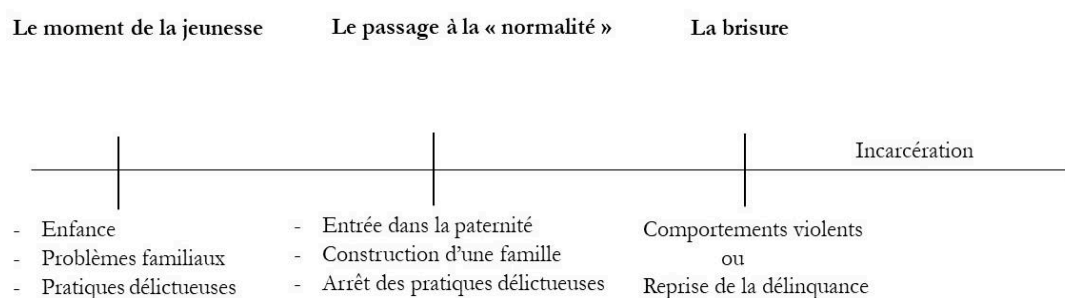 Le moment de la jeunesse
Le passage à la « normalité »
La brisure
Incarcération
- Enfance
- Problèmes familiaux
- Pratiques délictueuses
- Entrée dans la paternité
- Construction d'une famille
- Arrêt des pratiques délictueuses
Comportements violents
ou
Reprise de la délinquance